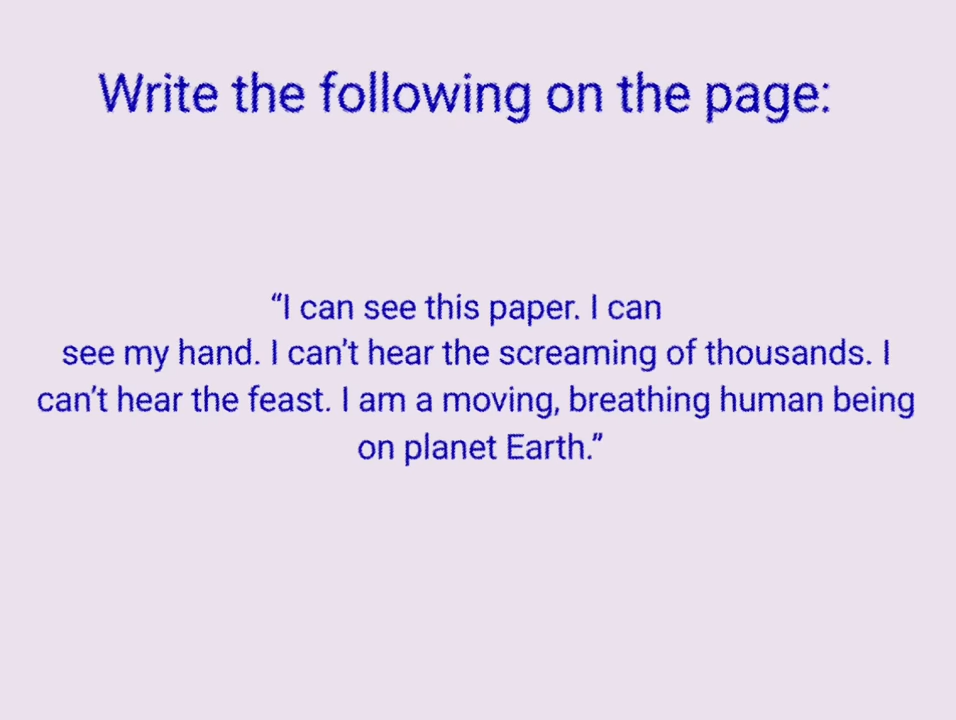 Write the following on the page:
“I can see this paper. I can
see my hand. I can’t hear the screaming of thousands. I
can’t hear the feast. I am a moving, breathing human being
on planet Earth.”